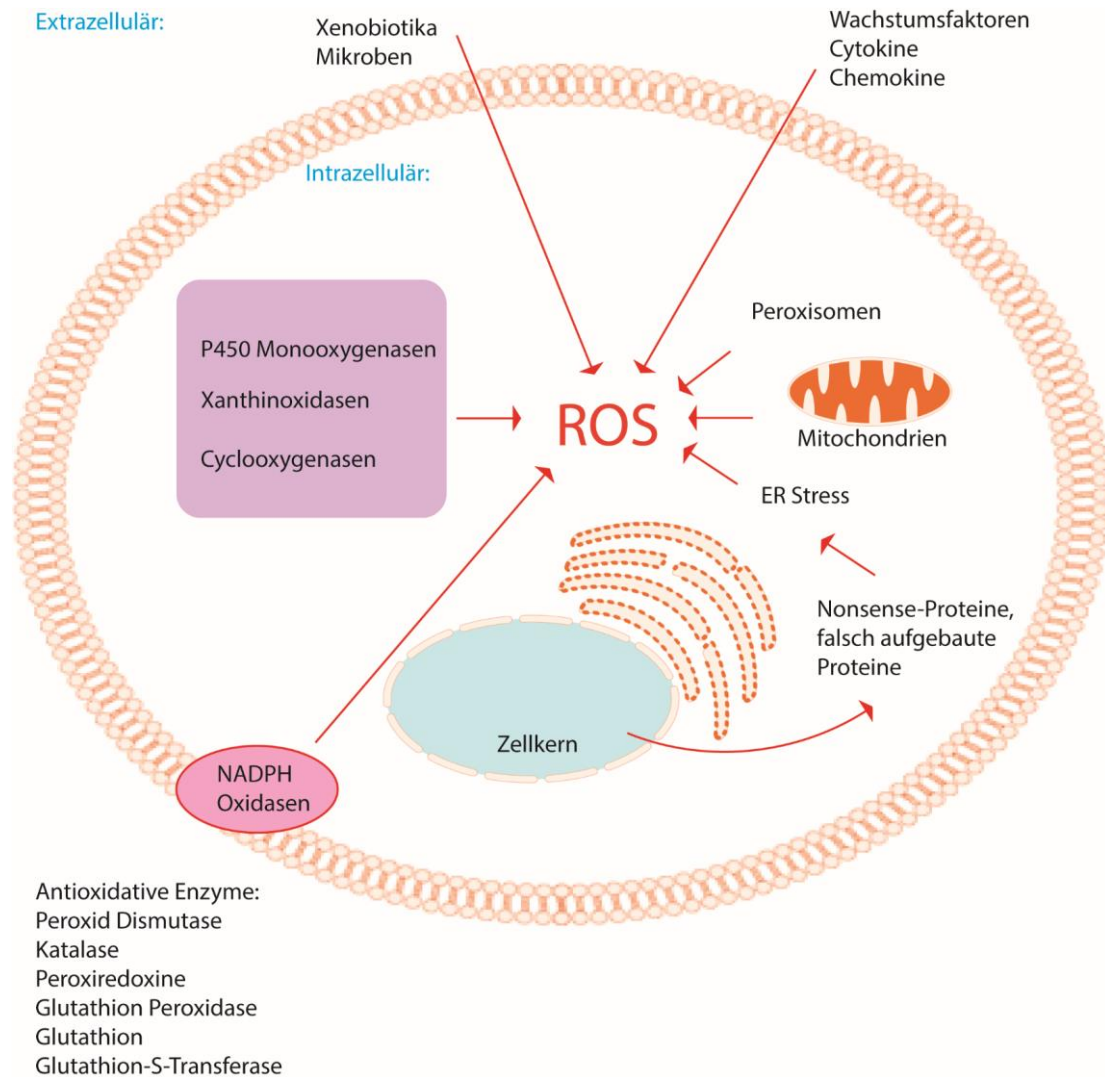 Extrazellulär:
Xenobiotika
Mikroben
Wachstumsfaktoren
Cytokine
Chemokine
Intrazellulär:
P450 Monooxygenasen
Xanthinoxidasen
Cyclooxygenasen
ROS
Peroxisomen
Mitochondrien
ER Stress
Nonsense-Proteine,
falsch aufgebaute
Proteine
Zellkern
NADPH
Oxidasen
Antioxidative Enzyme:
Peroxid Dismutase
Katalase
Peroxiredoxine
Glutathion Peroxidase
Glutathion
Glutathion-S-Transferase